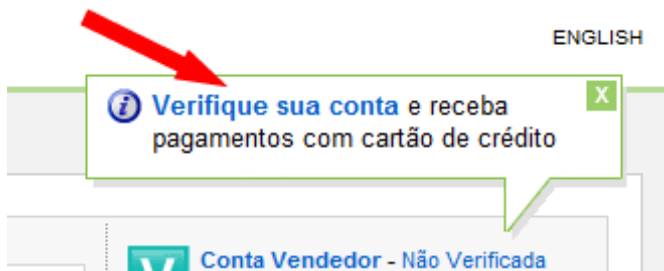 ENGLISH
Verifique sua conta e receba
X
pagamentos com cartão de crédito
V Conta Vendedor - Não Verificada